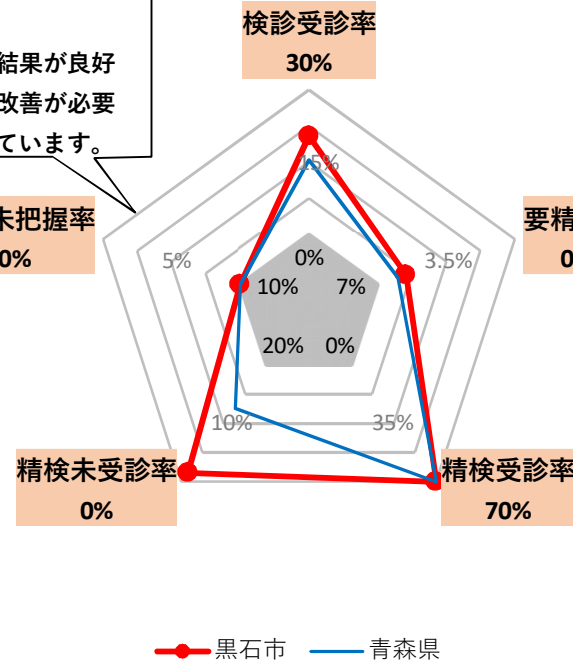 結果が良好
改善が必要
ています。
検診受診率
30%
15%
未把握率
0%
要精
0
5%
3.5%
0%
10%
7%
20%
0%
10%
35%
精検未受診率
0%
精検受診率
70%
黒石市
青森県